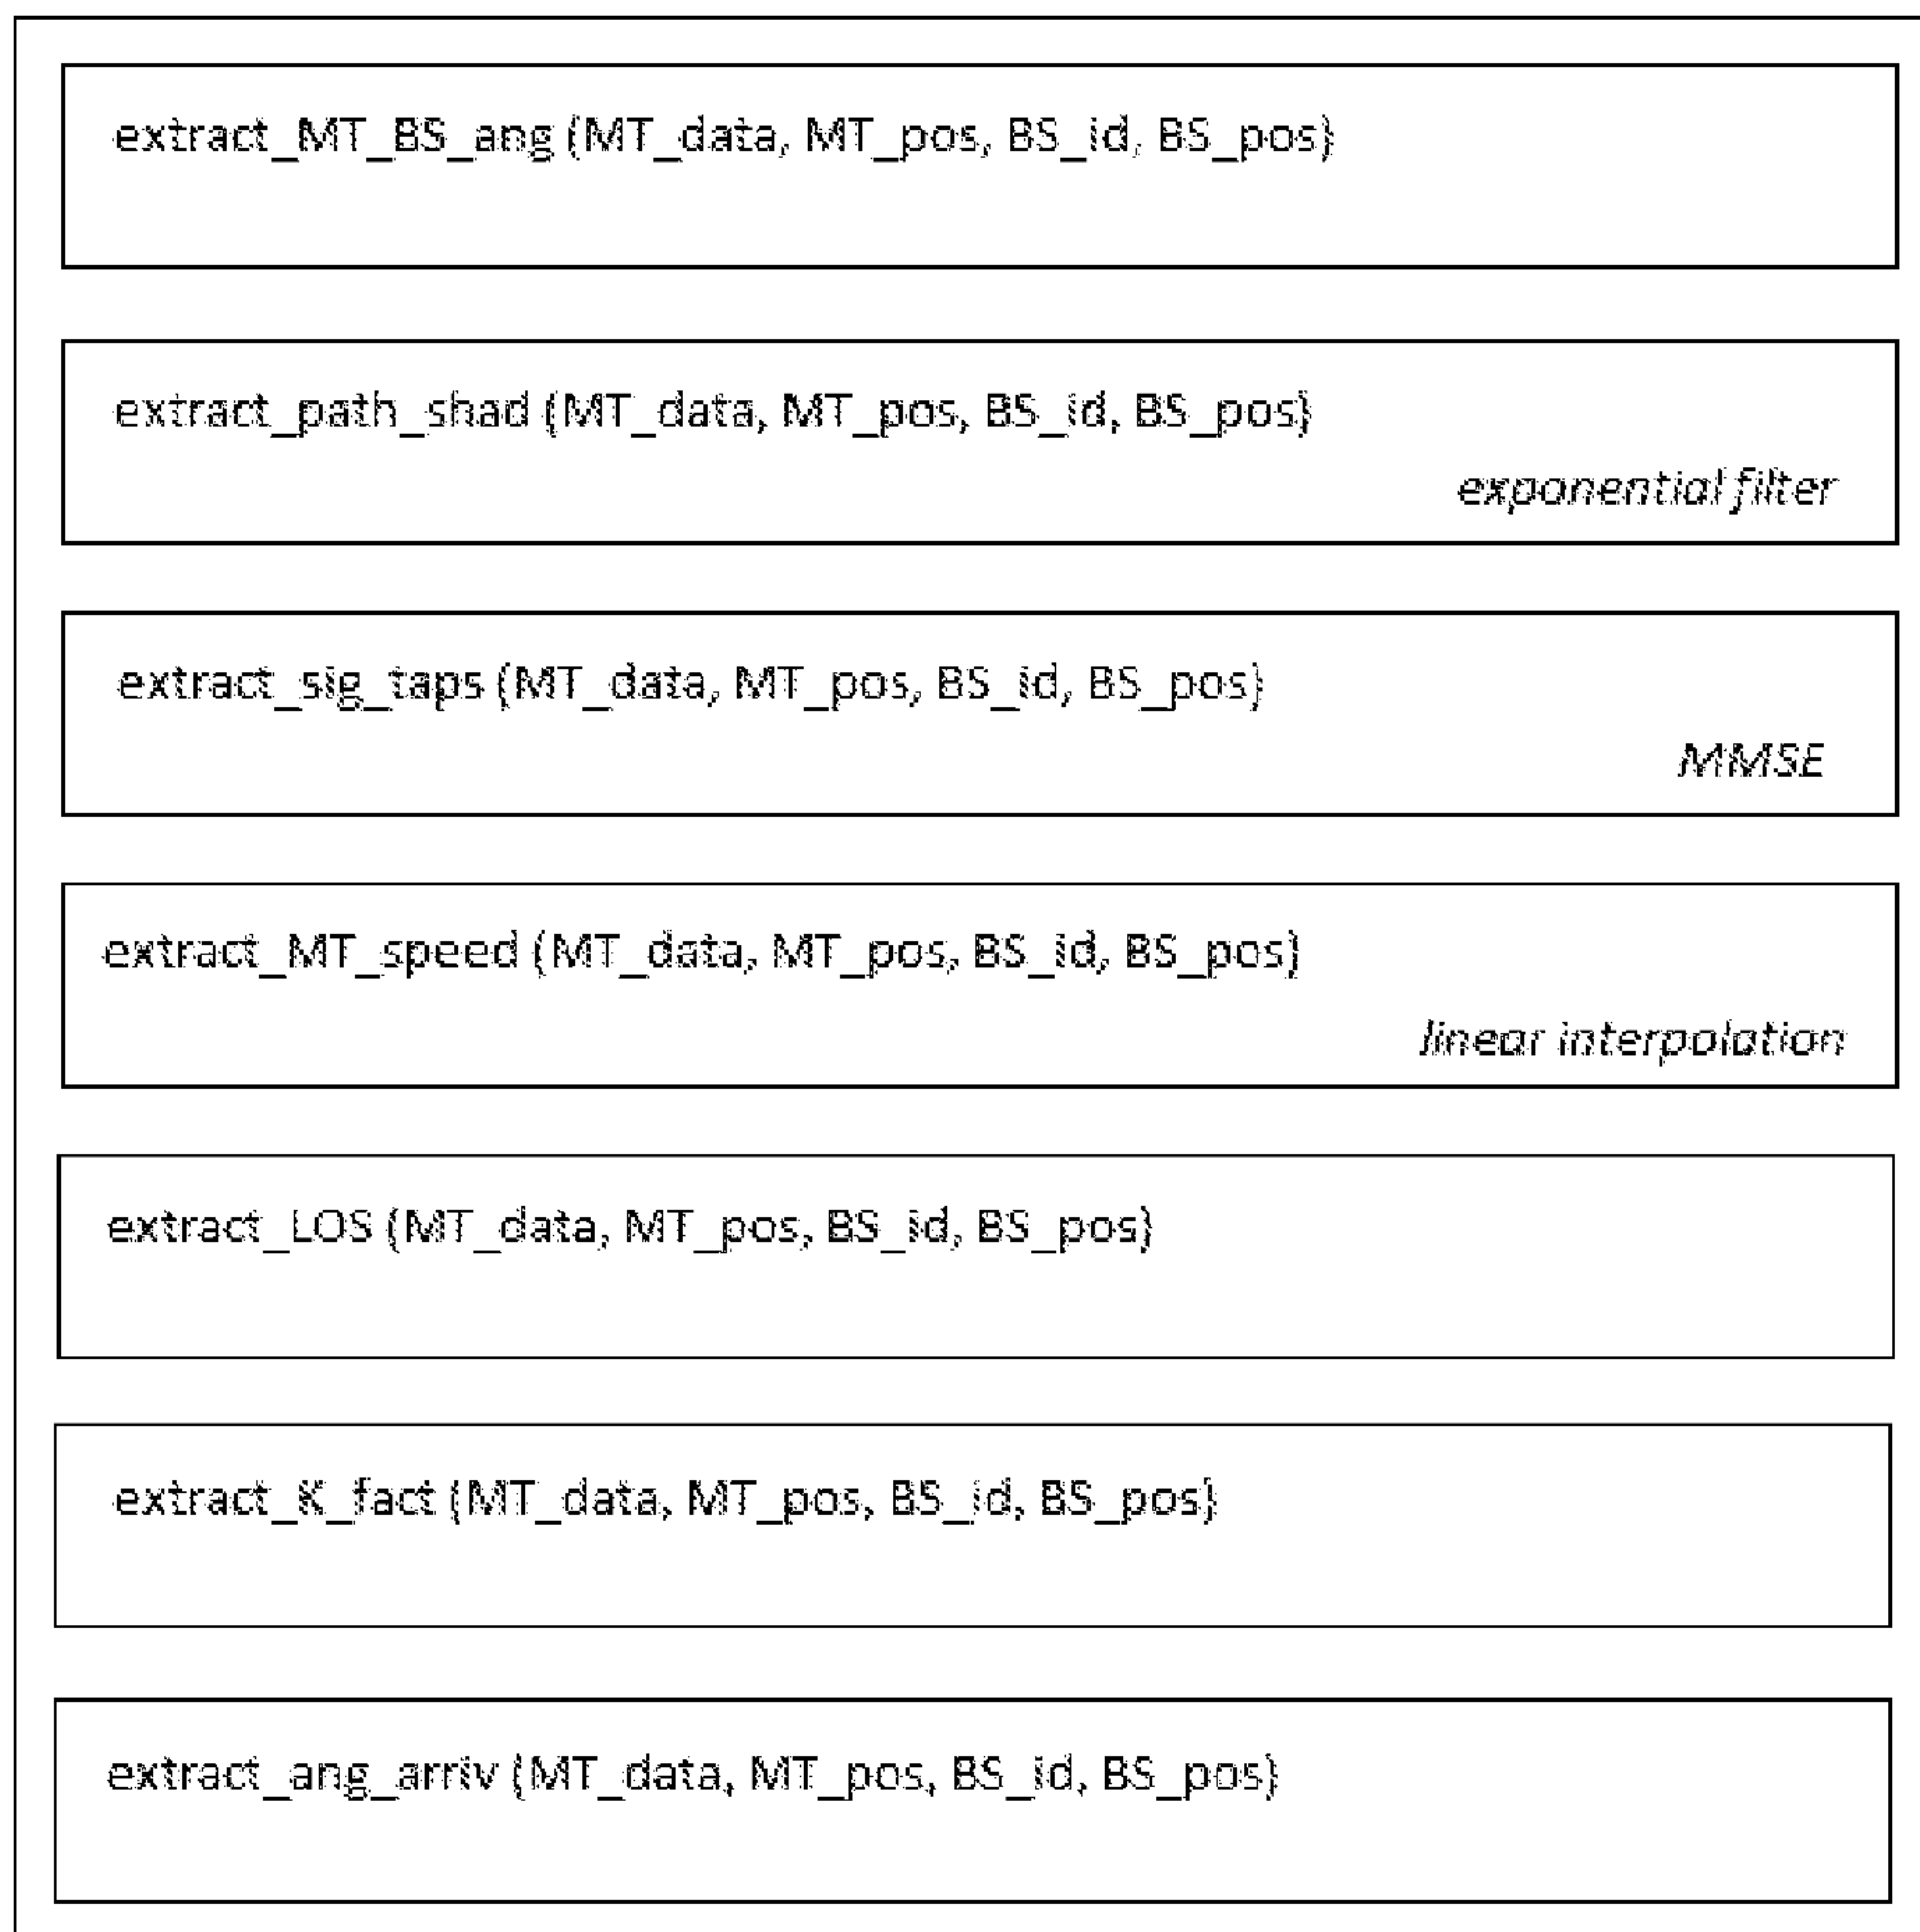 extract_MT_BS_ang (MT_data, MT_pos, BS_id, BS_pos)
extract_path_shad (MT_data, MT_pos, BS_id, BS_pos)
exponential filter
extract_sig_taps (MT_data, MT_pos, BS_id, BS_pos)
MMSE
extract_MT_speed (MT_data, MT_pos, BS_id, BS_pos)
linear interpolation
extract_LOS (MT_data, MT_pos, BS_id, BS_pos)
extract_K_fact (MT_data, MT_pos, BS_id, BS_pos)
extract_ang_arriv (MT_data, MT_pos, BS_id, BS_pos)